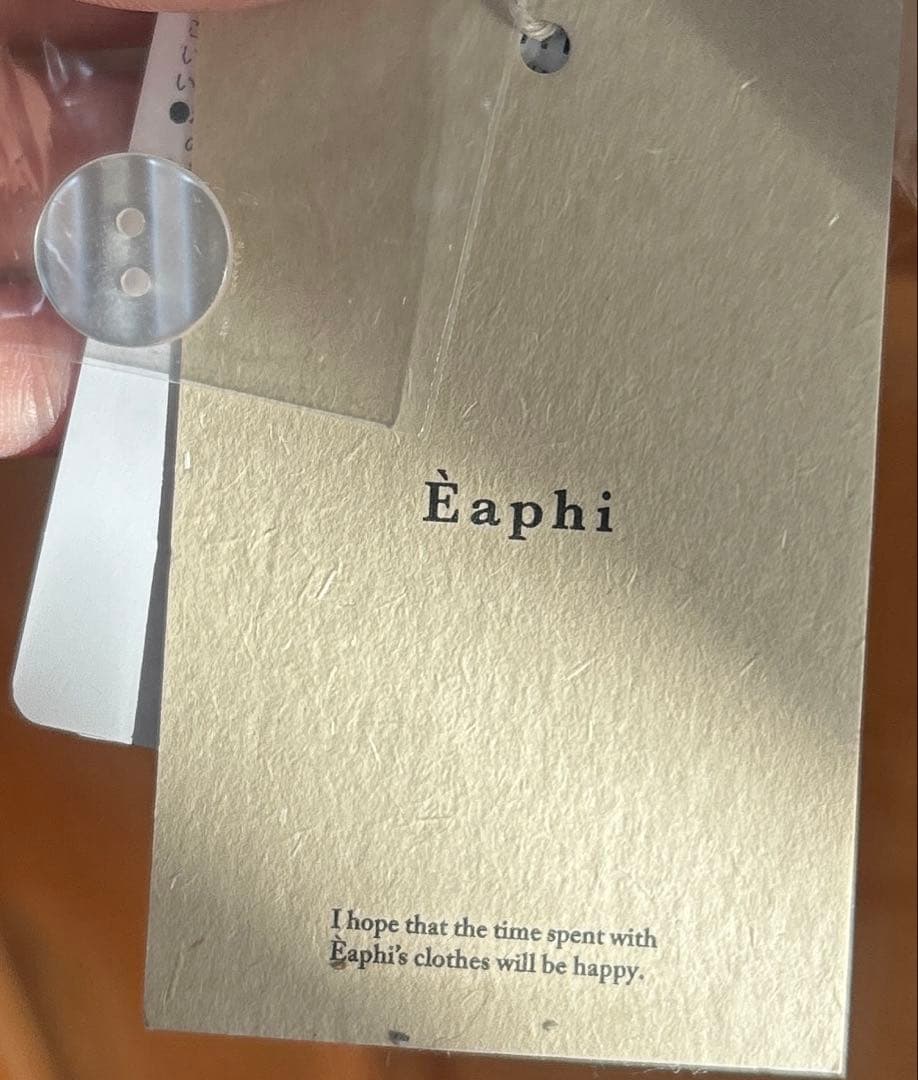 Èaphi
I hope that the time spent with
Èaphi's clothes will be happy.